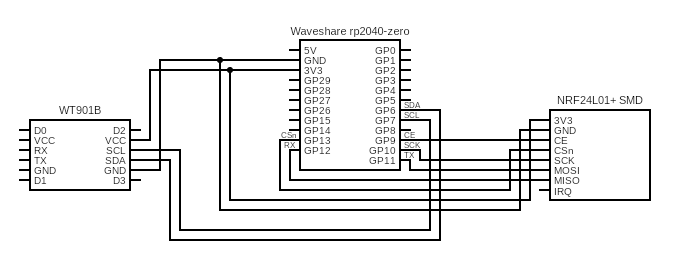 Waveshare rp2040-zero
5V GP0
GND GP1
3V3 GP2
GP29 GP3
GP28 GP4
GP27 GP5
GP26 GP6 SDA
GP15 GP7 SCL
GP14 GP8
CSn GP13 GP9 CE
RX GP12 GP10 SCK
GP11 TX
WT901B
D0 D2
VCC VCC
RX SCL
TX SDA
GND GND
D1 D3
NRF24L01+ SMD
3V3
GND
CE
CSn
SCK
MOSI
MISO
IRQ